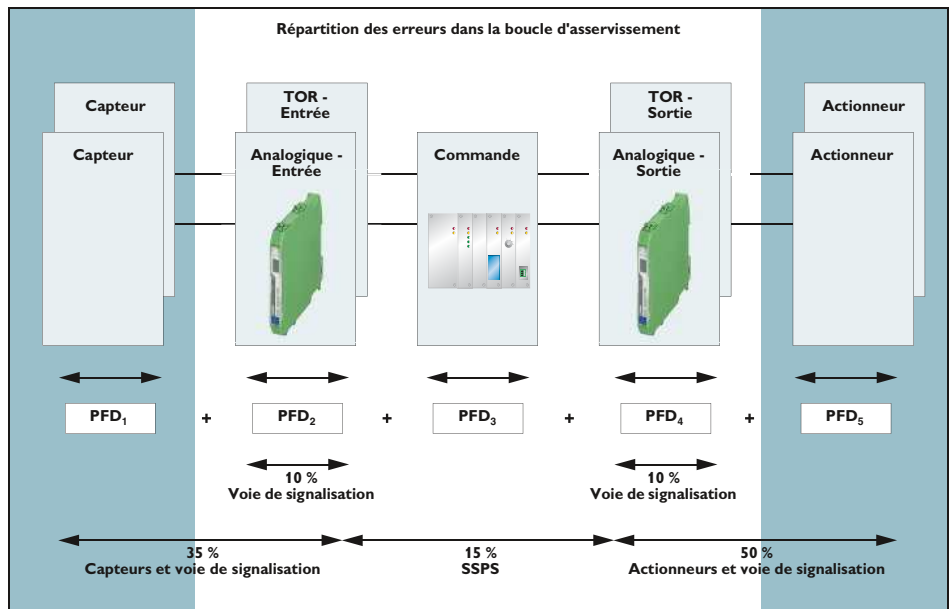 Répartition des erreurs dans la boucle d'asservissement
Capteur
TOR -
Entrée
TOR -
Sortie
Actionneur
Capteur
Analogique -
Entrée
Commande
Analogique -
Sortie
Actionneur
PFD₁ + PFD₂ + PFD₃ + PFD₄ + PFD₅
10 %
Voie de signalisation
10 %
Voie de signalisation
35 %
Capteurs et voie de signalisation
15 %
SSPS
50 %
Actionneurs et voie de signalisation